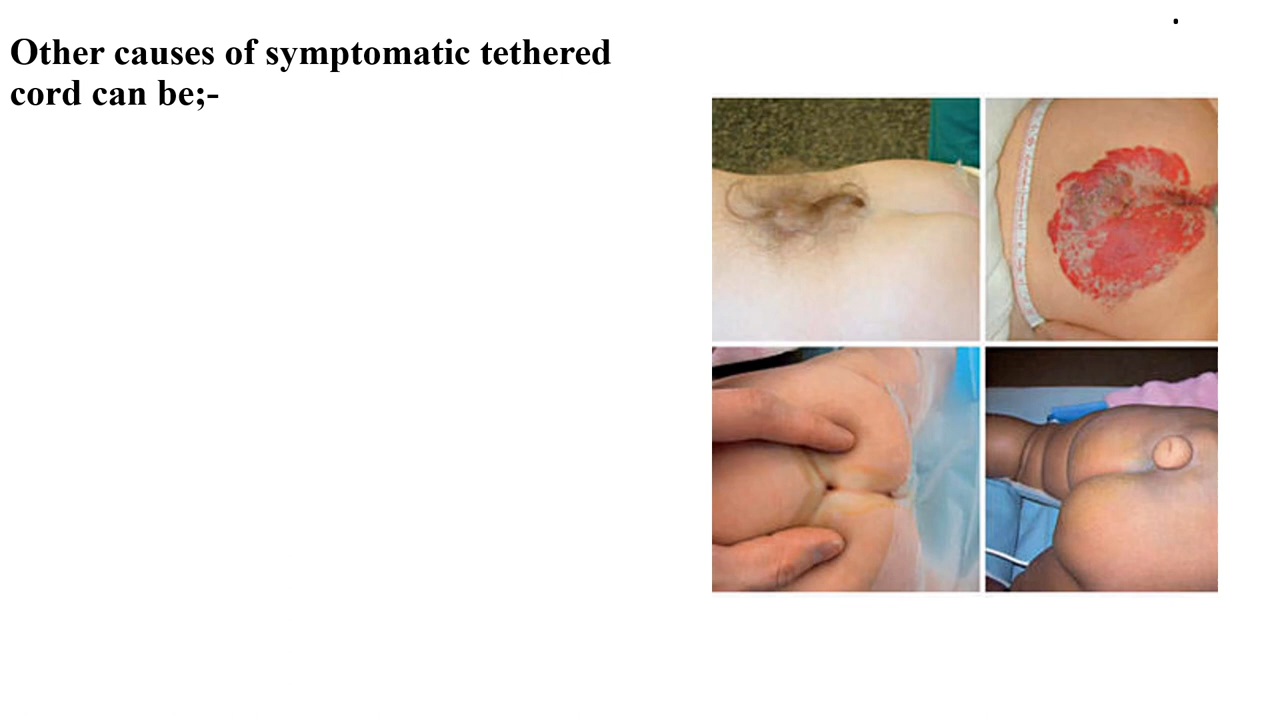 .
Other causes of symptomatic tethered
cord can be;-